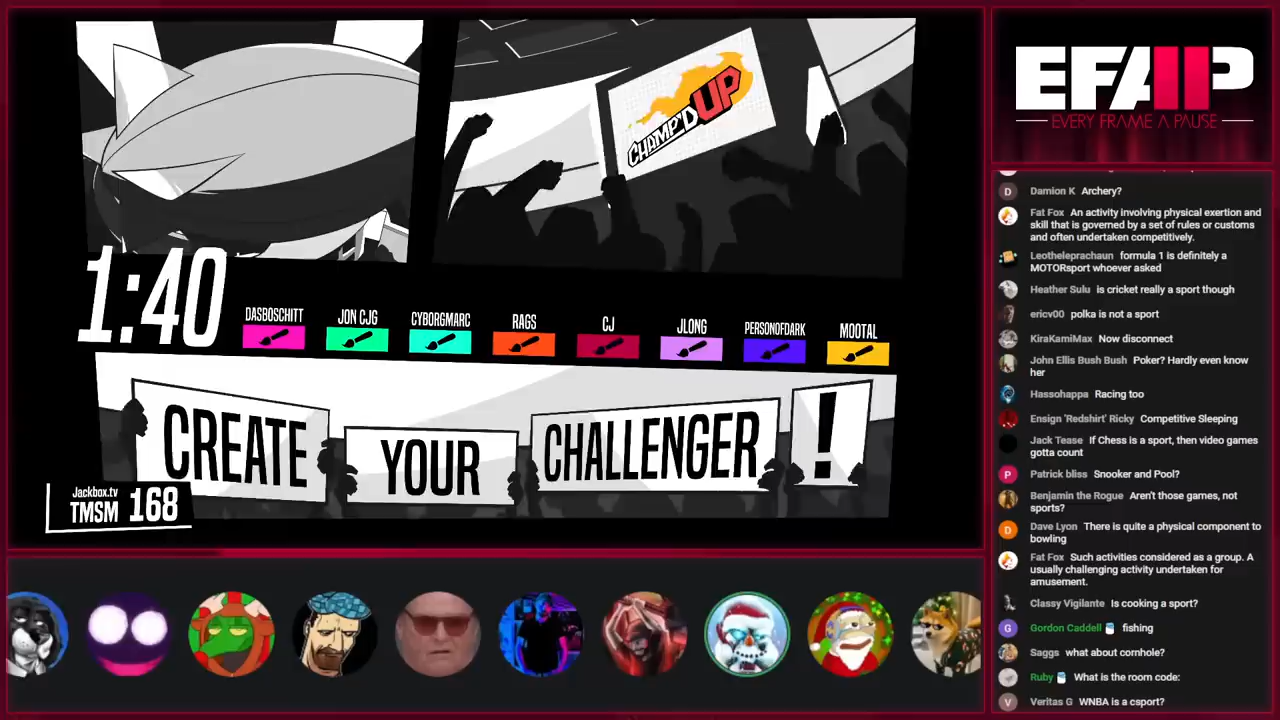 CHAMP'D UP
EFAP
EVERY FRAME A PAUSE
1:40
DASBOSCHITT
JON CJG
CYBORGMARC
RAGS
CJ
JLONG
PERSONOFDARK
MOOTAL
CREATE YOUR CHALLENGER !
Jackbox.tv
TMSM 168
D Damion K Archery?
Fat Fox An activity involving physical exertion and
skill that is governed by a set of rules or customs
and often undertaken competitively.
Leotheleprachaun formula 1 is definitely a
MOTORsport whoever asked
Heather Sulu is cricket really a sport though
ericv00 polka is not a sport
KiraKamiMax Now disconnect
John Ellis Bush Bush Poker? Hardly even know
her
Hassohappa Racing too
Ensign 'Redshirt' Ricky Competitive Sleeping
Jack Tease If Chess is a sport, then video games
gotta count
P Patrick bliss Snooker and Pool?
Benjamin the Rogue Aren't those games, not
sports?
D Dave Lyon There is quite a physical component to
bowling
Fat Fox Such activities considered as a group. A
usually challenging activity undertaken for
amusement.
Classy Vigilante Is cooking a sport?
G Gordon Caddell fishing
Saggs what about cornhole?
Ruby What is the room code:
V Veritas G WNBA is a csport?